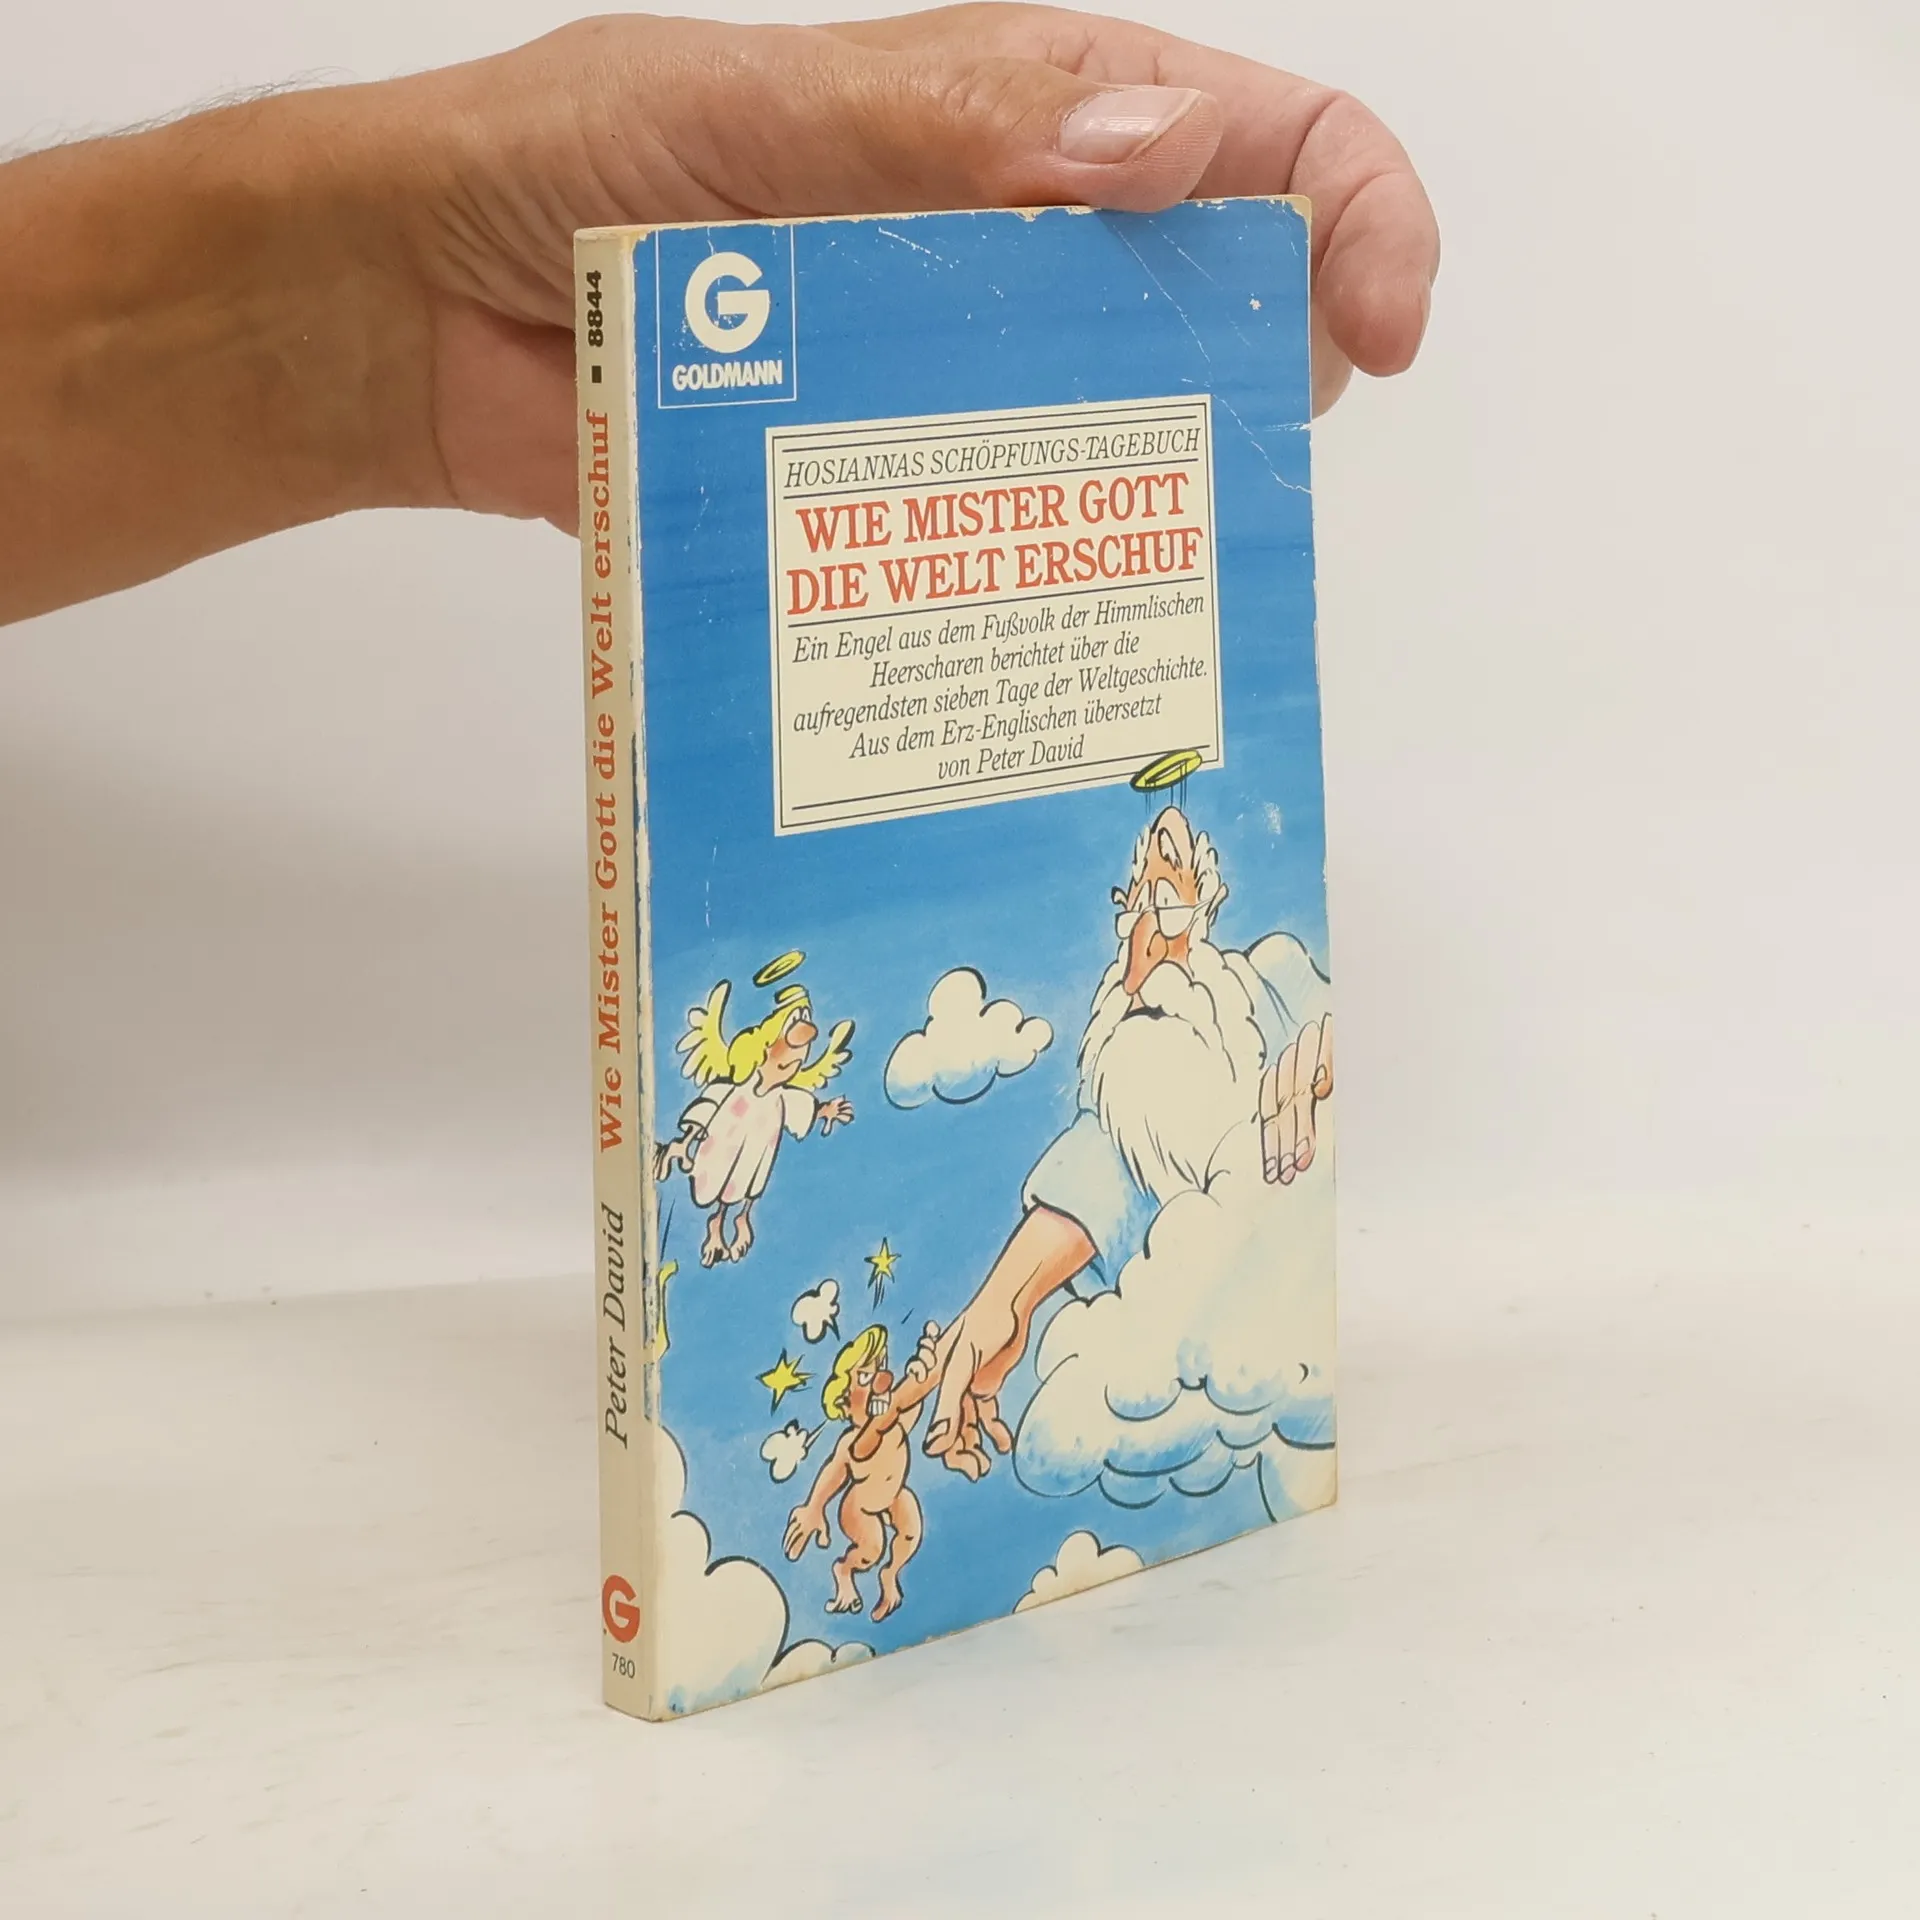 G
GOLDMANN
HOSIANNAS SCHÖPFUNGS-TAGEBUCH
WIE MISTER GOTT
DIE WELT ERSCHUF
Ein Engel aus dem Fußvolk der Himmlischen
Heerscharen berichtet über die
aufregendsten sieben Tage der Weltgeschichte.
Aus dem Erz-Englischen übersetzt
von Peter David
Peter David Wie Mister Gott die Welt erschuf ■ 8844
G
780